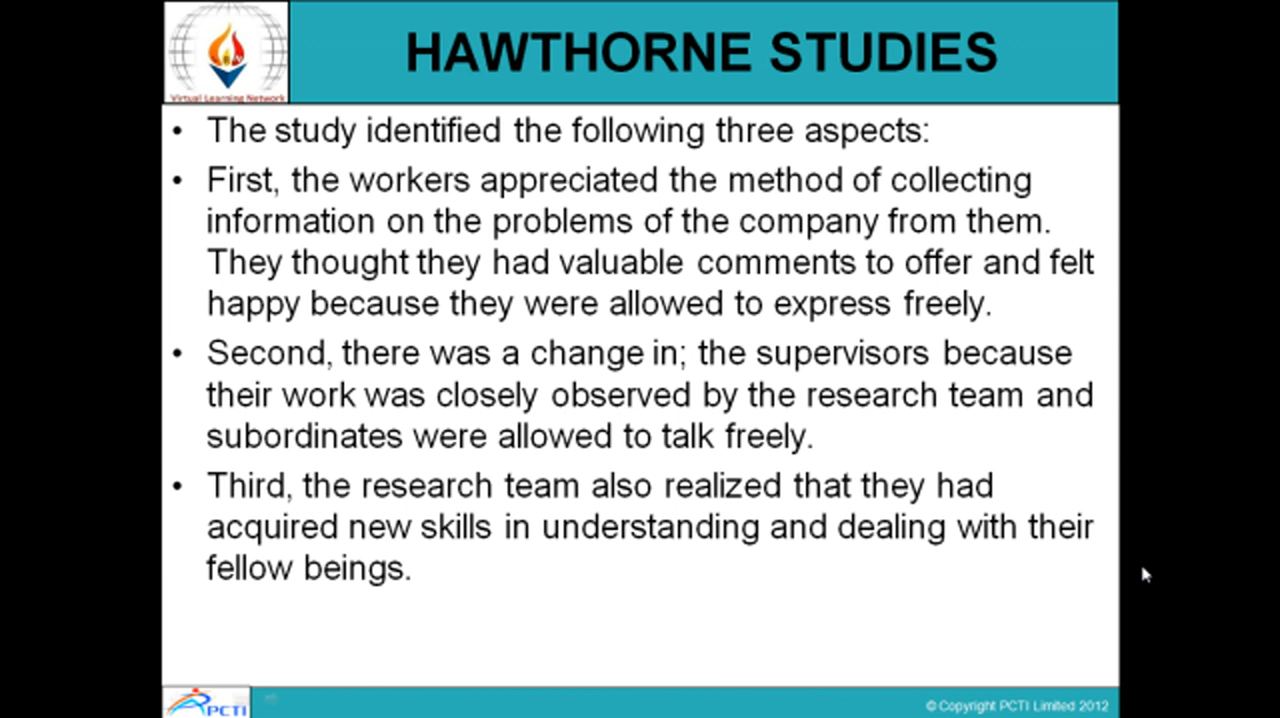 HAWTHORNE STUDIES
Virtual Learning Network
• The study identified the following three aspects:
• First, the workers appreciated the method of collecting
information on the problems of the company from them.
They thought they had valuable comments to offer and felt
happy because they were allowed to express freely.
• Second, there was a change in; the supervisors because
their work was closely observed by the research team and
subordinates were allowed to talk freely.
• Third, the research team also realized that they had
acquired new skills in understanding and dealing with their
fellow beings.
PCTI
© Copyright PCTI Limited 2012